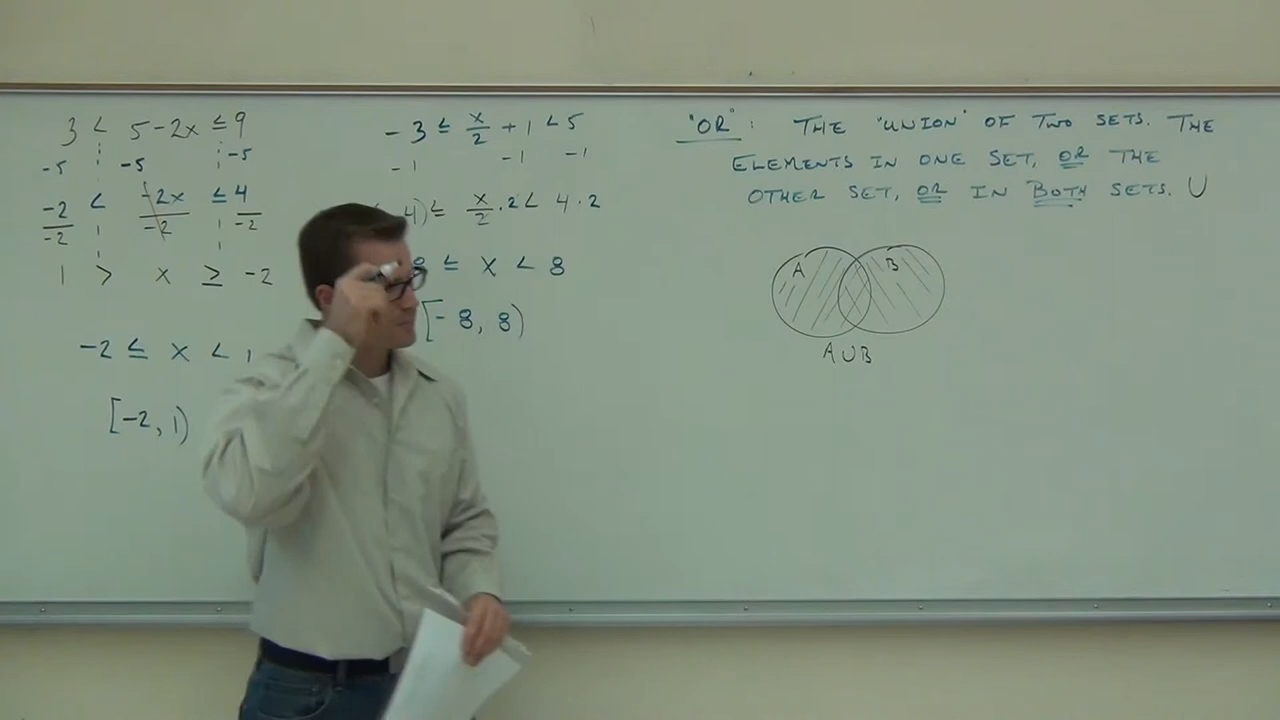 3 < 5 - 2x ≤ 9
-5 -5 -5
-2 < -2x ≤ 4
-2 -2 -2
1 > x ≥ -2
-2 ≤ x < 1
[-2, 1)
-3 ≤ x/2 + 1 < 5
-1 -1 -1
4) ≤ x/2 · 2 < 4 · 2
8 ≤ x < 8
[-8, 8)
"OR": THE "UNION" OF TWO SETS. THE
ELEMENTS IN ONE SET, OR THE
OTHER SET, OR IN BOTH SETS. ∪
A B
A∪B